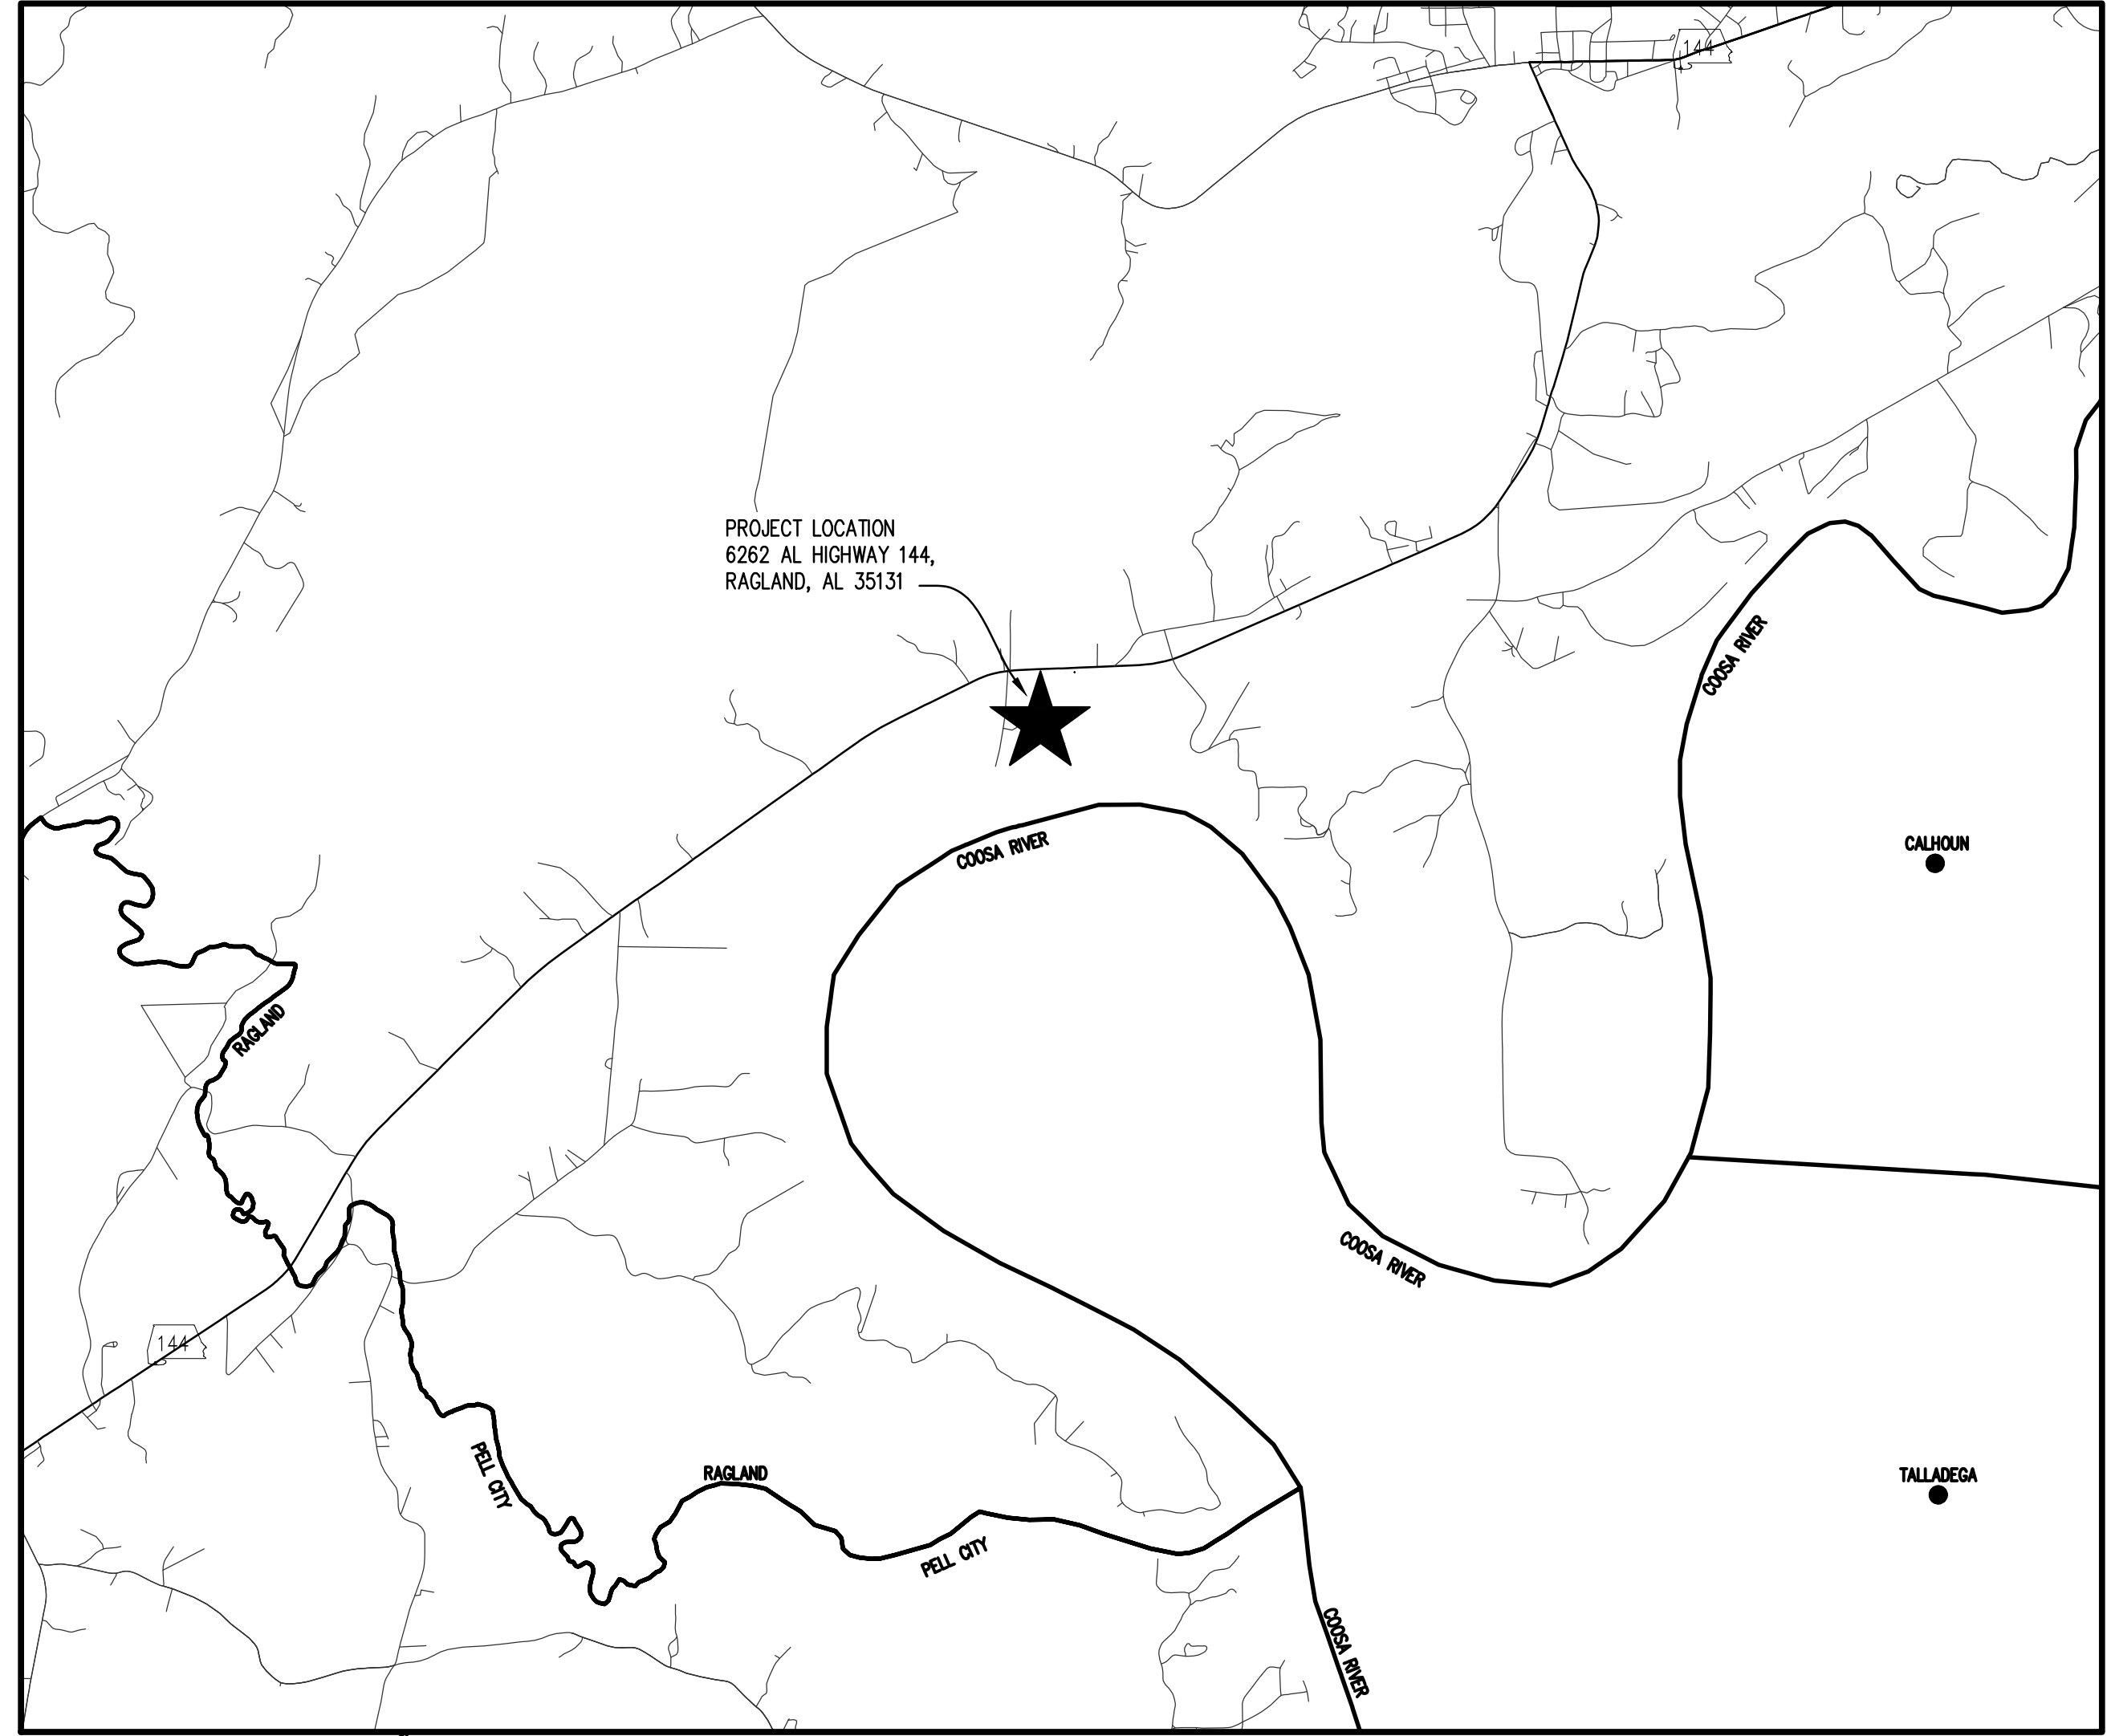 144
PROJECT LOCATION
6262 AL HIGHWAY 144,
RAGLAND, AL 35131
COOSA RIVER
COOSA RIVER
CALHOUN
RAGLAND
COOSA RIVER
144
PELL CITY
RAGLAND
TALLADEGA
PELL CITY
COOSA RIVER